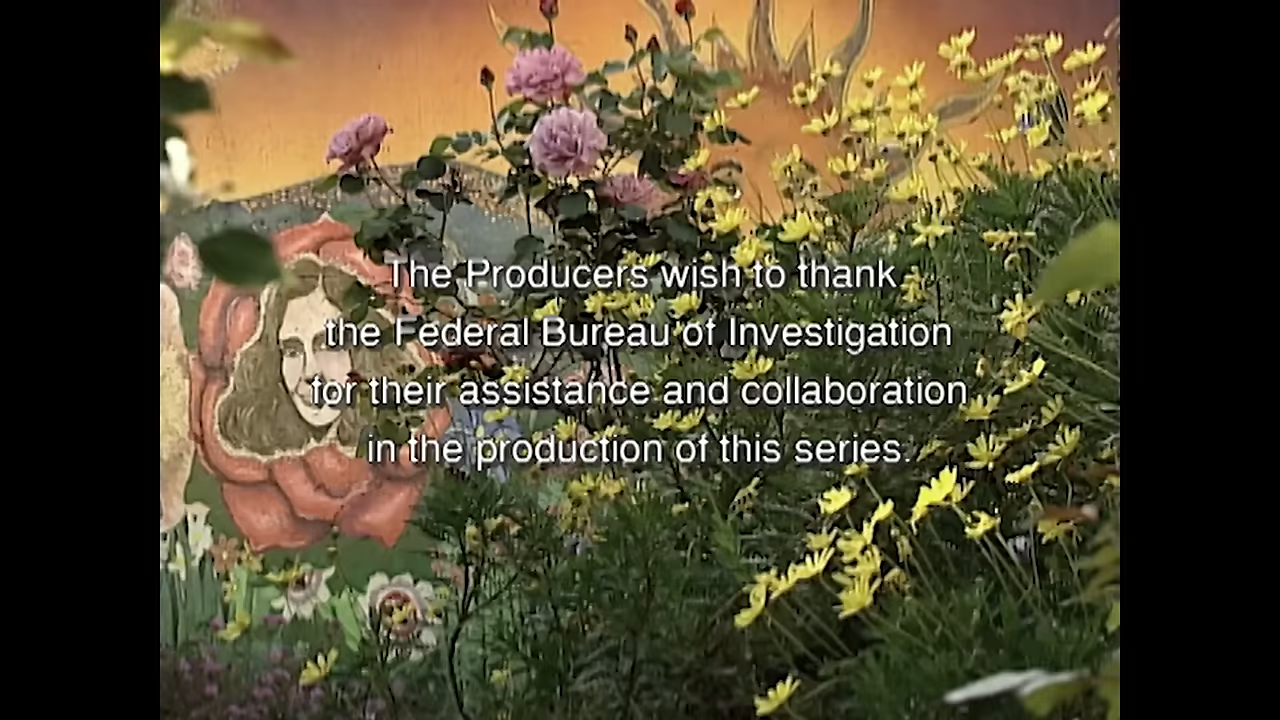 The Producers wish to thank
the Federal Bureau of Investigation
for their assistance and collaboration
in the production of this series.